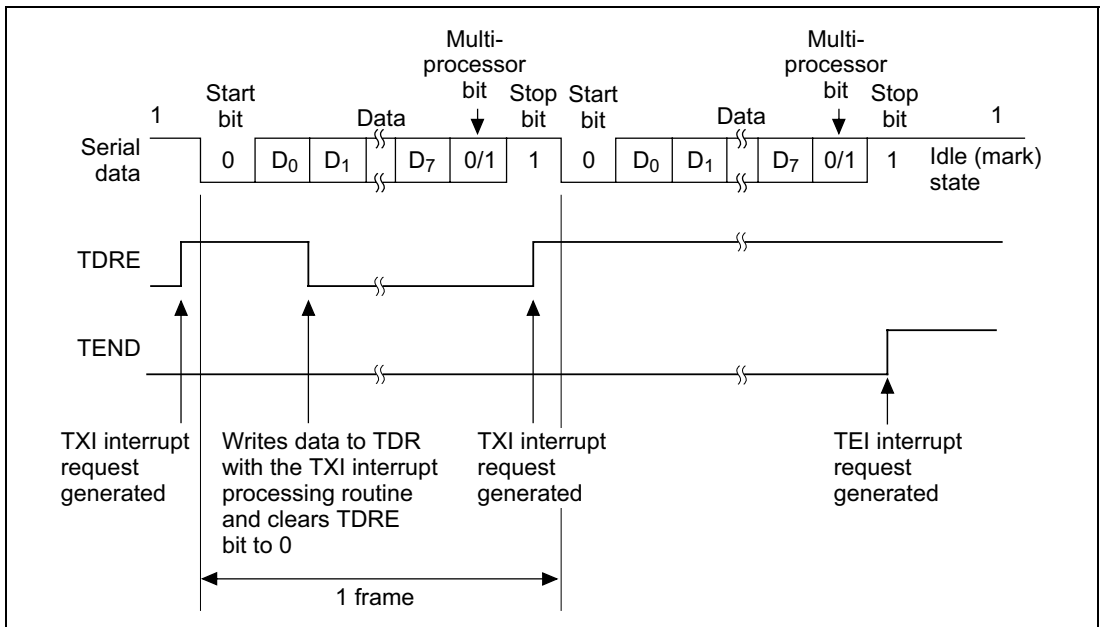 Multi-
processor
bit
Multi-
processor
bit
1
Start
bit
Data
Stop
bit
Start
bit
Data
Stop
bit
1
Serial
data
0 D0 D1 D7 0/1 1 0 D0 D1 D7 0/1 1
Idle (mark)
state
TDRE
TEND
TXI interrupt
request
generated
Writes data to TDR
with the TXI interrupt
processing routine
and clears TDRE
bit to 0
TXI interrupt
request
generated
TEI interrupt
request
generated
1 frame